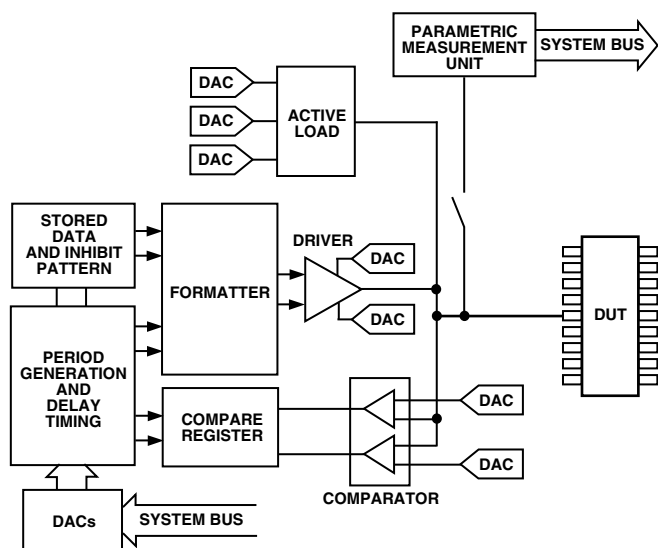 PARAMETRIC
MEASUREMENT
UNIT
SYSTEM BUS
DAC
DAC
DAC
ACTIVE
LOAD
STORED
DATA
AND INHIBIT
PATTERN
FORMATTER
DRIVER
DAC
DAC
DUT
PERIOD
GENERATION
AND
DELAY
TIMING
COMPARE
REGISTER
DAC
DAC
COMPARATOR
DACs
SYSTEM BUS